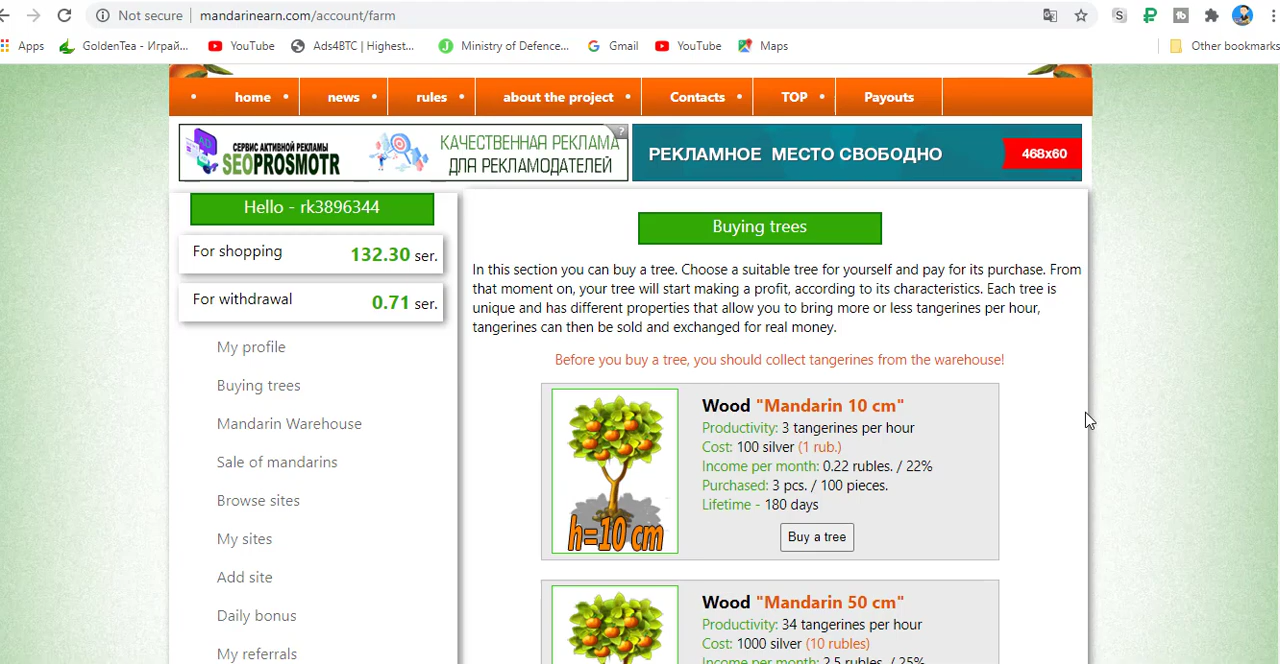 Not secure
mandarinearn.com/account/farm
Apps
GoldenTea - Играй...
YouTube
Ads4BTC | Highest...
Ministry of Defence...
Gmail
YouTube
Maps
Other bookmarks
home
news
rules
about the project
Contacts
TOP
Payouts
СЕРВИС АКТИВНОЙ РЕКЛАМЫ
SEOPROSMOTR
КАЧЕСТВЕННАЯ РЕКЛАМА
ДЛЯ РЕКЛАМОДАТЕЛЕЙ
?
РЕКЛАМНОЕ МЕСТО СВОБОДНО
468x60
Hello - rk3896344
For shopping 132.30 ser.
For withdrawal 0.71 ser.
My profile
Buying trees
Mandarin Warehouse
Sale of mandarins
Browse sites
My sites
Add site
Daily bonus
My referrals
Buying trees
In this section you can buy a tree. Choose a suitable tree for yourself and pay for its purchase. From
that moment on, your tree will start making a profit, according to its characteristics. Each tree is
unique and has different properties that allow you to bring more or less tangerines per hour,
tangerines can then be sold and exchanged for real money.
Before you buy a tree, you should collect tangerines from the warehouse!
h=10 cm
Wood "Mandarin 10 cm"
Productivity: 3 tangerines per hour
Cost: 100 silver (1 rub.)
Income per month: 0.22 rubles. / 22%
Purchased: 3 pcs. / 100 pieces.
Lifetime - 180 days
Buy a tree
Wood "Mandarin 50 cm"
Productivity: 34 tangerines per hour
Cost: 1000 silver (10 rubles)
Income per month: 2.5 rubles. / 25%